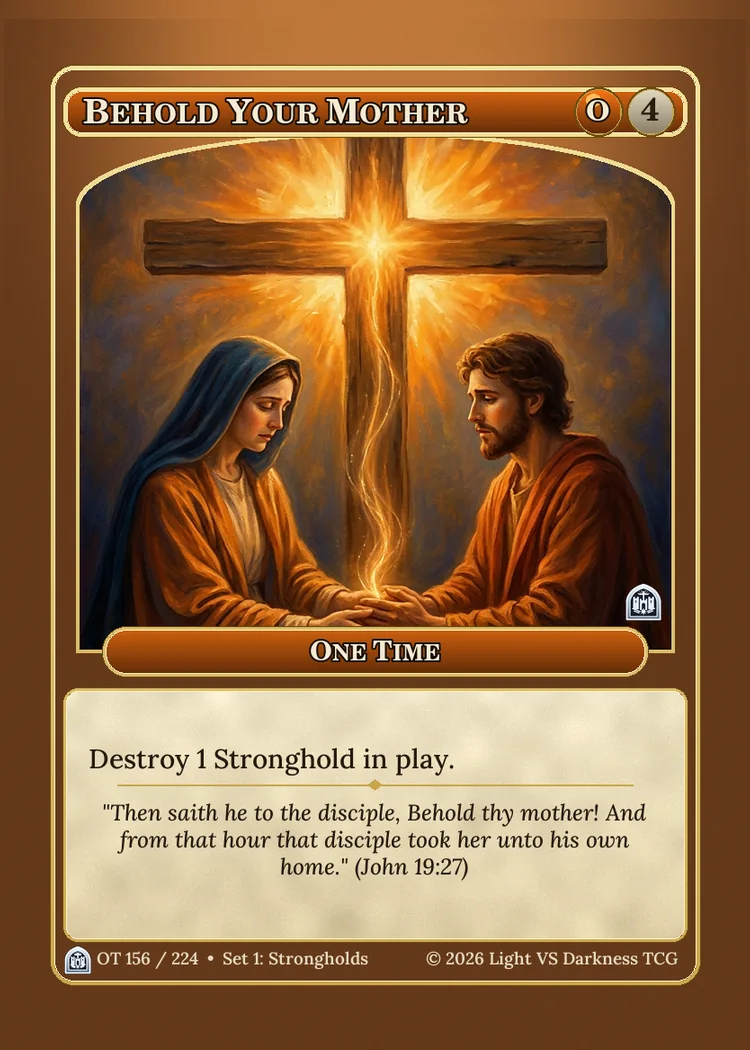 Behold Your Mother O 4
One Time
Destroy 1 Stronghold in play.
"Then saith he to the disciple, Behold thy mother! And
from that hour that disciple took her unto his own
home." (John 19:27)
OT 156 / 224 • Set 1: Strongholds © 2026 Light VS Darkness TCG